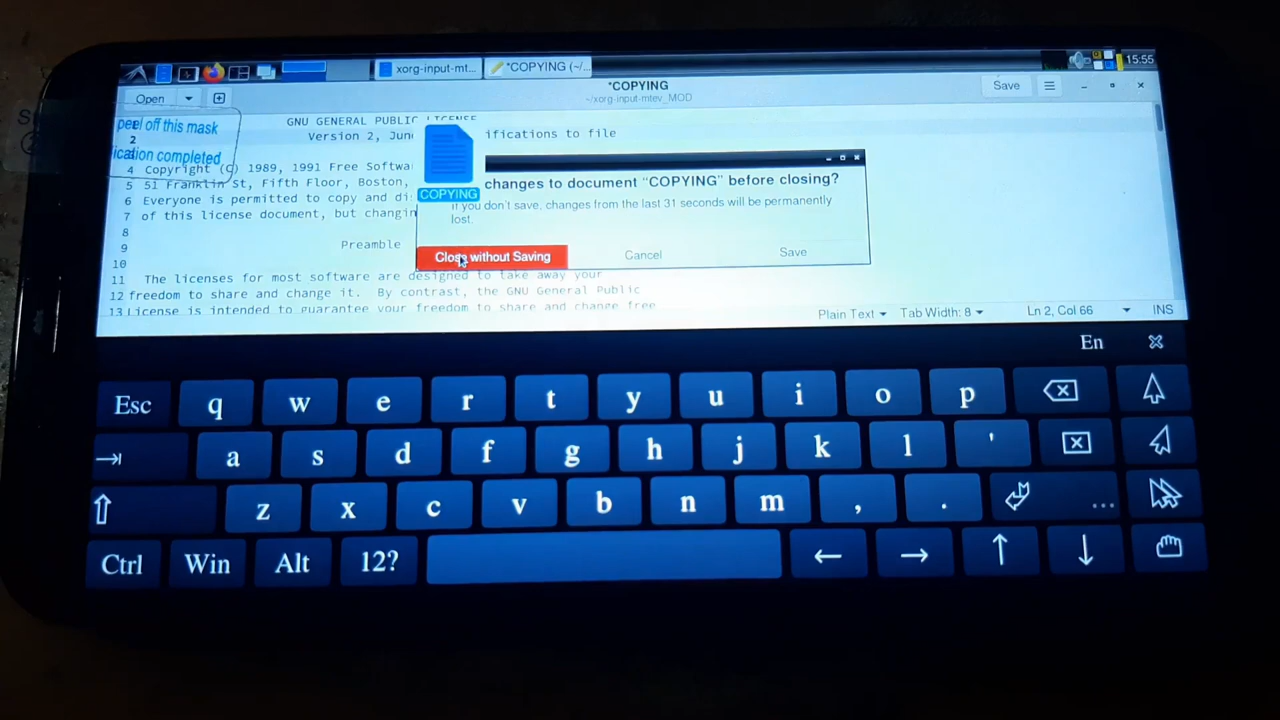 xorg-input-mt...
*COPYING (~/...
15:55
Open
*COPYING
~/xorg-input-mtev_MOD
Save
peel off this mask
ication completed
GNU GENERAL PUBLIC LICENSE
2 Version 2, June ifications to file
4 Copyright (C) 1989, 1991 Free Softwa
5 51 Franklin St, Fifth Floor, Boston,
6 Everyone is permitted to copy and di
7 of this license document, but changin
8
9 Preamble
10
11 The licenses for most software are designed to take away your
12 freedom to share and change it. By contrast, the GNU General Public
13 License is intended to guarantee your freedom to share and change free
COPYING
changes to document “COPYING” before closing?
If you don't save, changes from the last 31 seconds will be permanently
lost.
Close without Saving
Cancel
Save
Plain Text
Tab Width: 8
Ln 2, Col 66
INS
En
Esc q w e r t y u i o p
a s d f g h j k l '
z x c v b n m , . ...
Ctrl Win Alt 12?